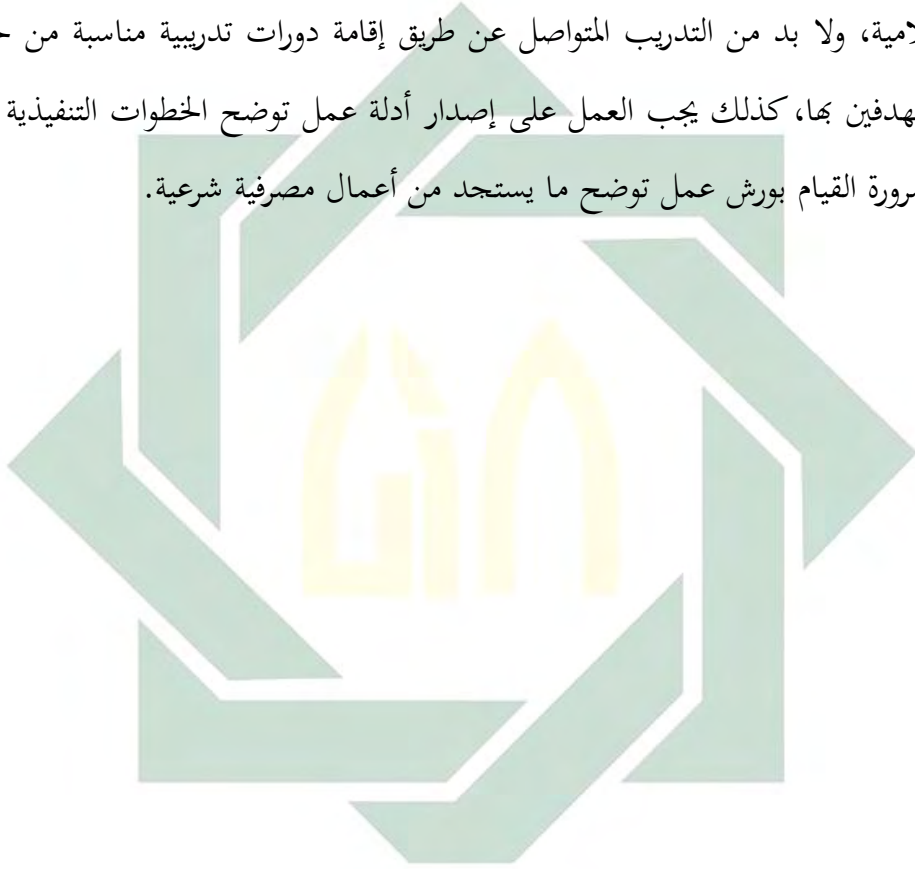 لامية، ولا بد من التدريب المتواصل عن طريق إقامة دورات تدريبية مناسبة من
هدفين بها، كذلك يجب العمل على إصدار أدلة عمل توضح الخطوات التنفيذية
رورة القيام بورش عمل توضح ما يستجد من أعمال مصرفية شرعية.